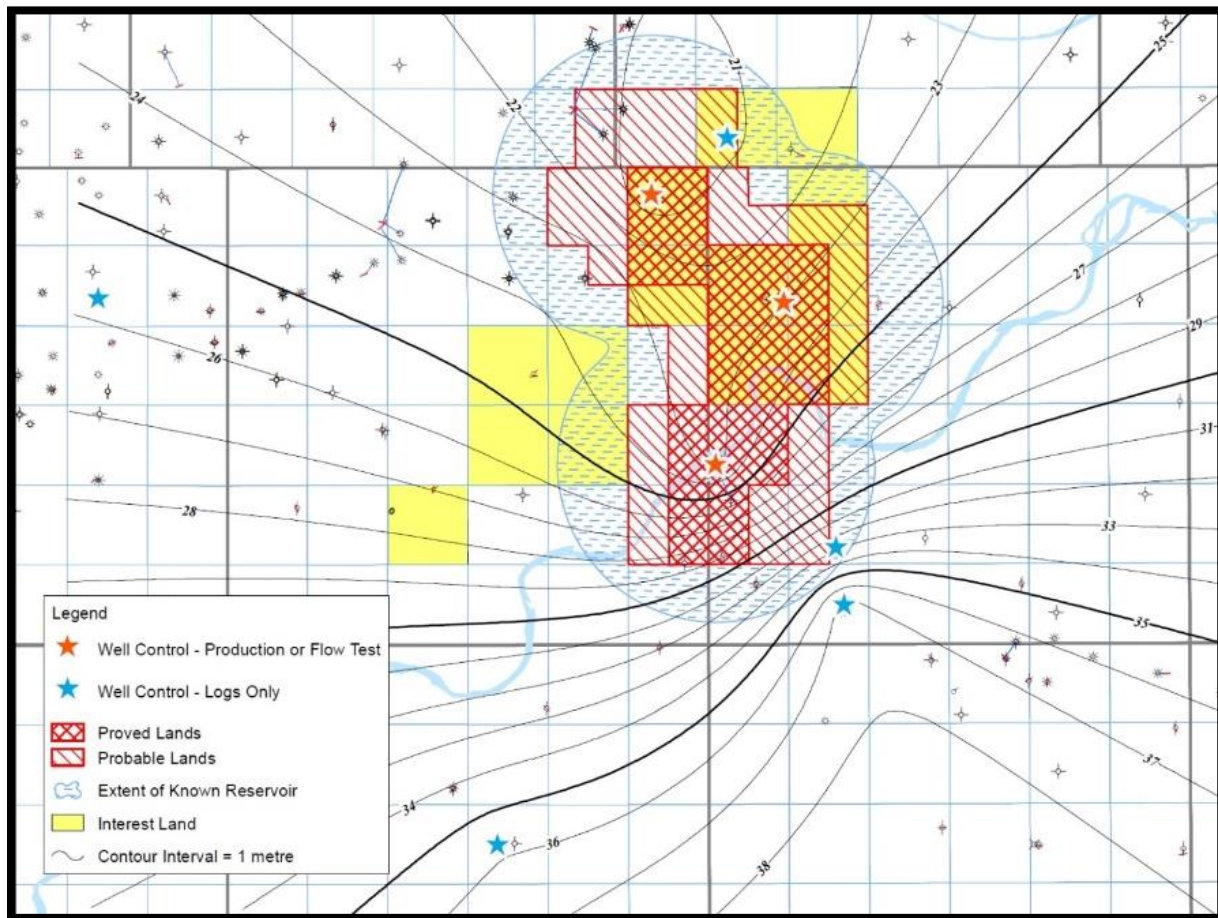 21
25
24
22
23
27
26
29
31
28
33
35
37
34
36
38
Legend
Well Control - Production or Flow Test
Well Control - Logs Only
Proved Lands
Probable Lands
Extent of Known Reservoir
Interest Land
Contour Interval = 1 metre